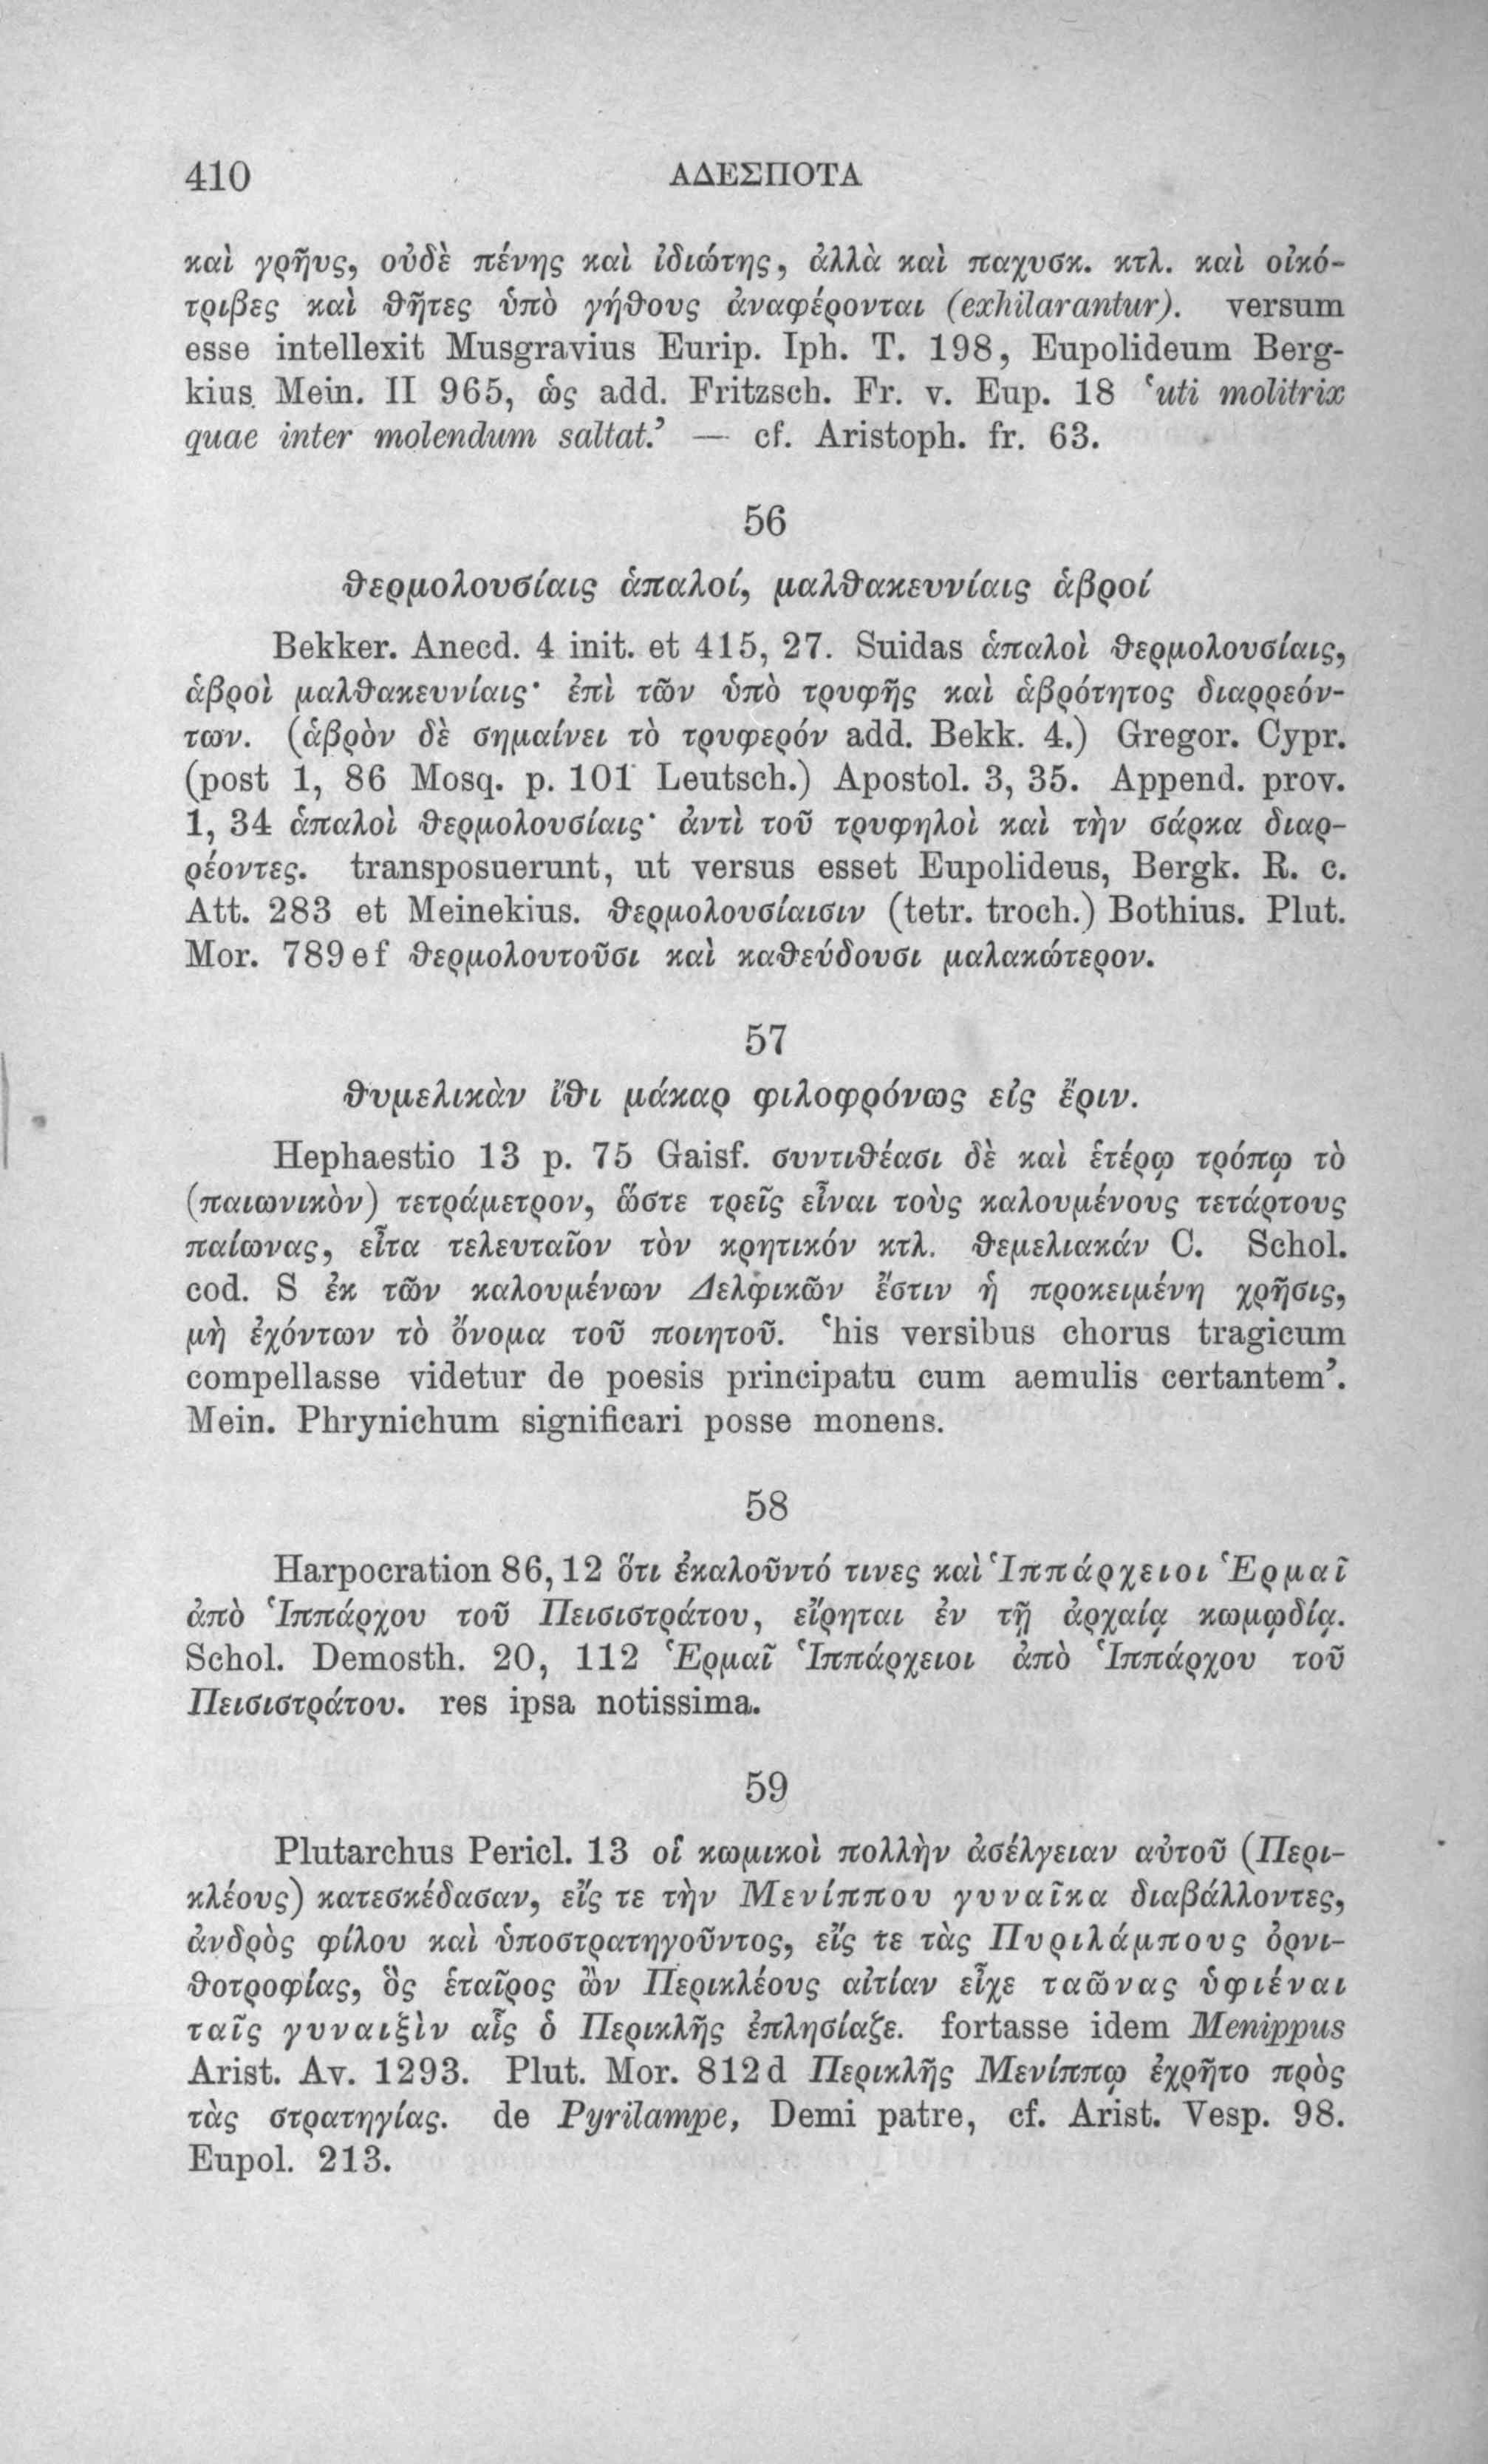 410 ΑΔΕΣΠΟΤΑ
καὶ γρῆυς, οὐδὲ πένης καὶ ἰδιώτης, ἀλλὰ καὶ παχυσκ. κτλ. καὶ οἰκό-
τριβες καὶ θῆτες ὑπὸ γήθους ἀναφέρονται (exhilarantur). versum
esse intellexit Musgravius Eurip. Iph. T. 198, Eupolideum Berg-
kius Mein. II 965, ὡς add. Fritzsch. Fr. v. Eup. 18 ‘uti molitrix
quae inter molendum saltat.’ — cf. Aristoph. fr. 63.
56
θερμολουσίαις ἁπαλοί, μαλθακευνίαις ἁβροί
Bekker. Anecd. 4 init. et 415, 27. Suidas ἁπαλοὶ θερμολουσίαις,
ἁβροὶ μαλθακευνίαις· ἐπὶ τῶν ὑπὸ τρυφῆς καὶ ἁβρότητος διαρρεόν-
των. (ἁβρὸν δὲ σημαίνει τὸ τρυφερόν add. Bekk. 4.) Gregor. Cypr.
(post 1, 86 Mosq. p. 101 Leutsch.) Apostol. 3, 35. Append. prov.
1, 34 ἁπαλοὶ θερμολουσίαις· ἀντὶ τοῦ τρυφηλοὶ καὶ τὴν σάρκα διαρ-
ρέοντες. transposuerunt, ut versus esset Eupolideus, Bergk. R. c.
Att. 283 et Meinekius. θερμολουσίαισιν (tetr. troch.) Bothius. Plut.
Mor. 789ef θερμολουτοῦσι καὶ καθεύδουσι μαλακώτερον.
57
θυμελικὰν ἴθι μάκαρ φιλοφρόνως εἰς ἔριν.
Hephaestio 13 p. 75 Gaisf. συντιθέασι δὲ καὶ ἑτέρῳ τρόπῳ τὸ
(παιωνικὸν) τετράμετρον, ὥστε τρεῖς εἶναι τοὺς καλουμένους τετάρτους
παίωνας, εἶτα τελευταῖον τὸν κρητικόν κτλ. θεμελιακάν C. Schol.
cod. S ἐκ τῶν καλουμένων Δελφικῶν ἔστιν ἡ προκειμένη χρῆσις,
μὴ ἐχόντων τὸ ὄνομα τοῦ ποιητοῦ. ‘his versibus chorus tragicum
compellasse videtur de poesis principatu cum aemulis certantem’.
Mein. Phrynichum significari posse monens.
58
Harpocration 86, 12 ὅτι ἐκαλοῦντό τινες καὶ Ἱππάρχειοι Ἑρμαῖ
ἀπὸ Ἱππάρχου τοῦ Πεισιστράτου, εἴρηται ἐν τῇ ἀρχαίᾳ κωμῳδίᾳ.
Schol. Demosth. 20, 112 Ἑρμαῖ Ἱππάρχειοι ἀπὸ Ἱππάρχου τοῦ
Πεισιστράτου. res ipsa notissima.
59
Plutarchus Pericl. 13 οἱ κωμικοὶ πολλὴν ἀσέλγειαν αὐτοῦ (Περι-
κλέους) κατεσκέδασαν, εἴς τε τὴν Μενίππου γυναῖκα διαβάλλοντες,
ἀνδρὸς φίλου καὶ ὑποστρατηγοῦντος, εἴς τε τὰς Πυριλάμπους ὀρνι-
θοτροφίας, ὃς ἑταῖρος ὢν Περικλέους αἰτίαν εἶχε ταῶνας ὑφιέναι
ταῖς γυναιξὶν αἷς ὁ Περικλῆς ἐπλησίαζε. fortasse idem Menippus
Arist. Av. 1293. Plut. Mor. 812d Περικλῆς Μενίππῳ ἐχρῆτο πρὸς
τὰς στρατηγίας. de Pyrilampe, Demi patre, cf. Arist. Vesp. 98.
Eupol. 213.